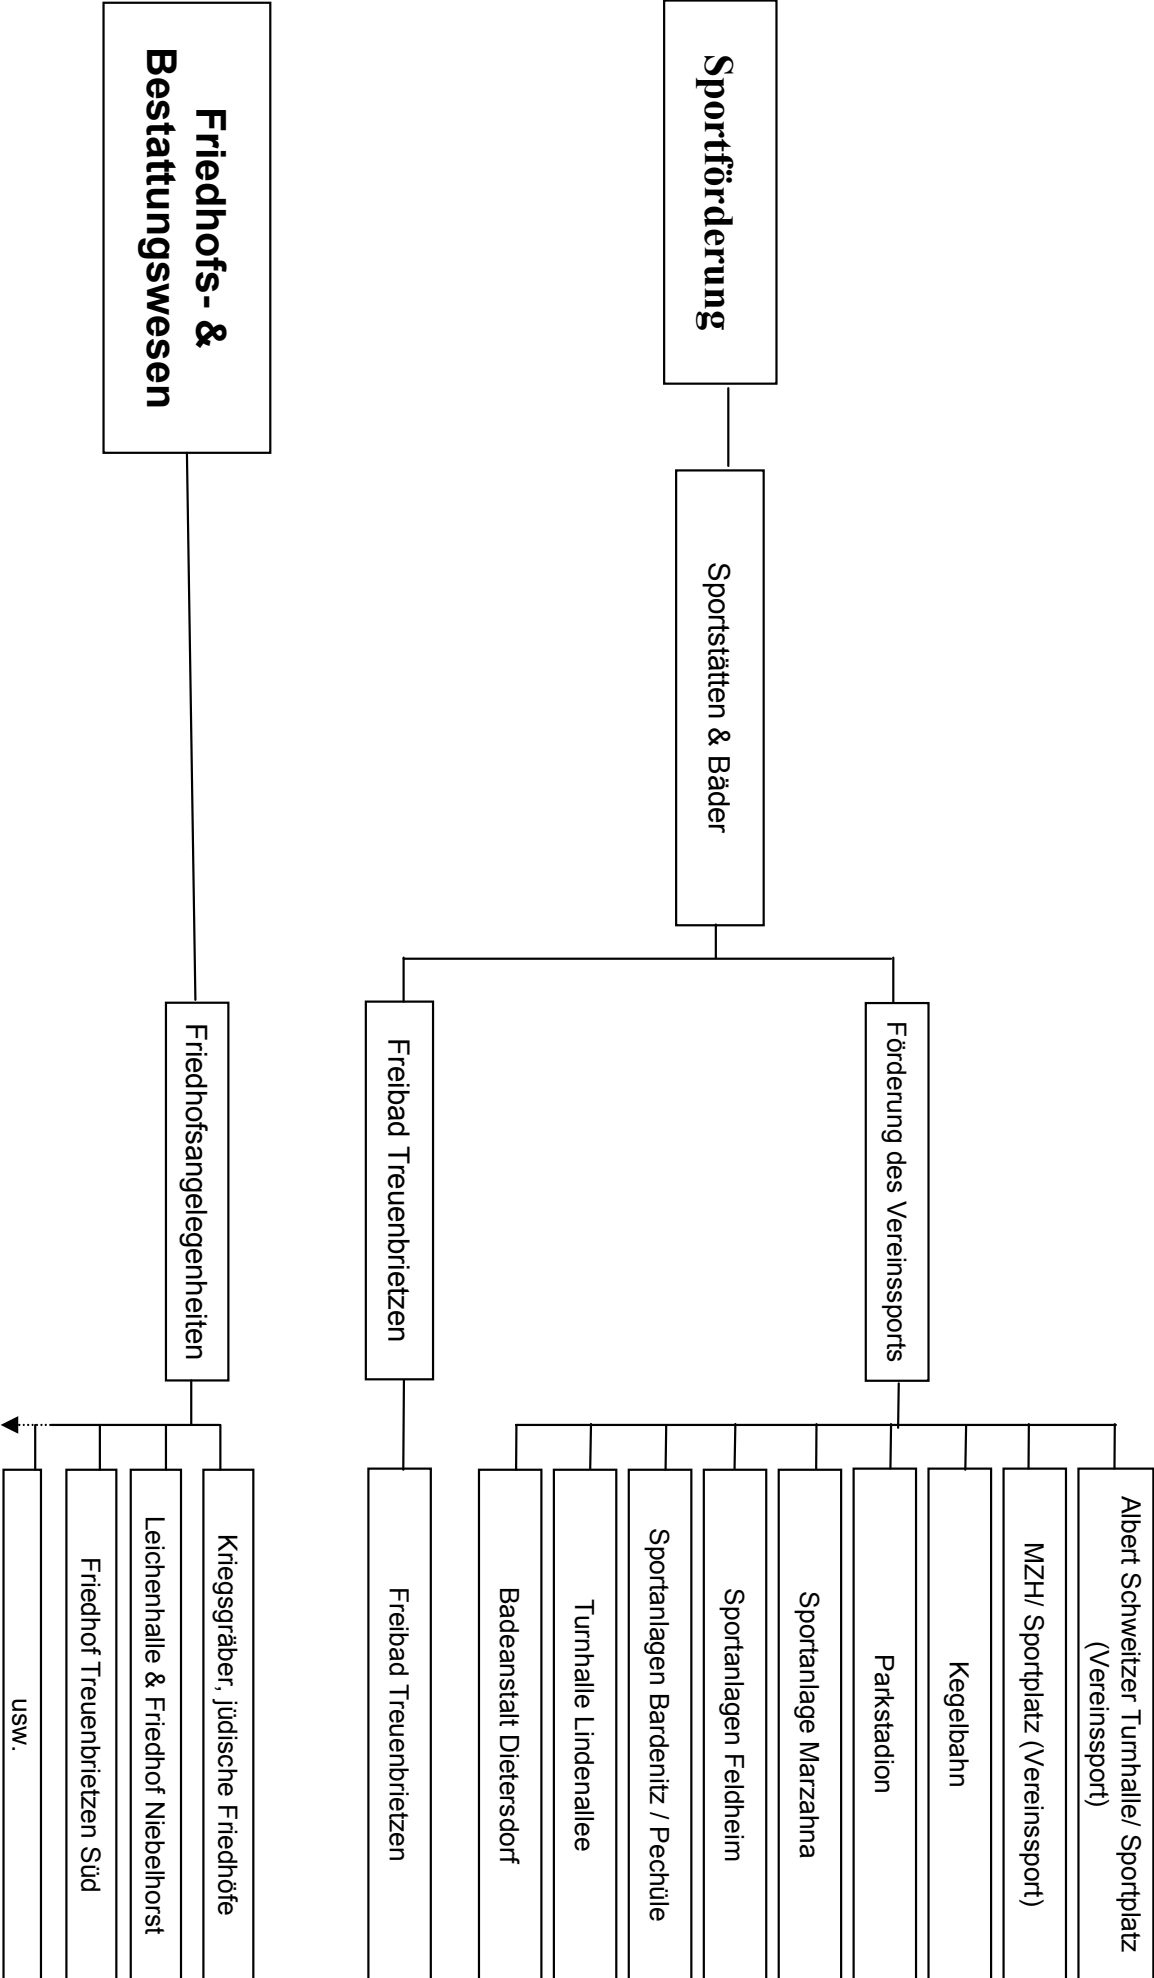 Sportförderung
Sportstätten & Bäder
Förderung des Vereinssports
Albert Schweitzer Turnhalle/ Sportplatz
(Vereinssport)
MZH/ Sportplatz (Vereinssport)
Kegelbahn
Parkstadion
Sportanlage Marzahna
Sportanlagen Feldheim
Sportanlagen Bardenitz / Pechüle
Turnhalle Lindenallee
Badeanstalt Dietersdorf
Freibad Treuenbrietzen
Freibad Treuenbrietzen
Friedhofs- &
Bestattungswesen
Friedhofsangelegenheiten
Kriegsgräber, jüdische Friedhöfe
Leichenhalle & Friedhof Niebelhorst
Friedhof Treuenbrietzen Süd
usw.